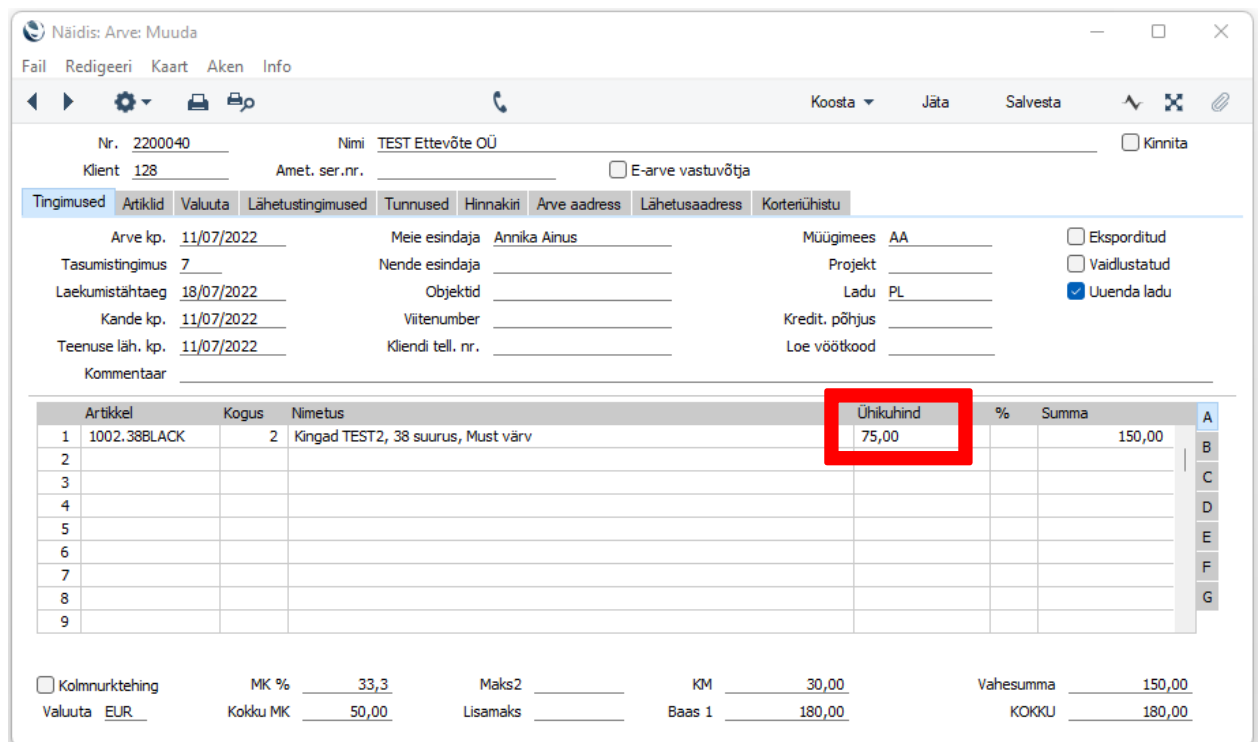 Näidis: Arve: Muuda
Fail Redigeeri Kaart Aken Info
Koosta Jäta Salvesta
Nr. 2200040 Nimi TEST Ettevõte OÜ Kinnita
Klient 128 Amet. ser.nr. E-arve vastuvõtja
Tingimused Artiklid Valuuta Lähetustingimused Tunnused Hinnakiri Arve aadress Lähetusaadress Korteriühistu
Arve kp. 11/07/2022 Meie esindaja Annika Ainus Müügimees AA Eksporditud
Tasumistingimus 7 Nende esindaja Projekt Vaidlustatud
Laekumistähtaeg 18/07/2022 Objektid Ladu PL Uuenda ladu
Kande kp. 11/07/2022 Viitenumber Kredit. põhjus
Teenuse läh. kp. 11/07/2022 Kliendi tell. nr. Loe vöötkood
Kommentaar
Artikkel Kogus Nimetus Ühikuhind % Summa A
1 1002.38BLACK 2 Kingad TEST2, 38 suurus, Must värv 75,00 150,00 B
2
3 C
4 D
5 E
6
7 F
8 G
9
Kolmnurktehing MK % 33,3 Maks2 KM 30,00 Vahesumma 150,00
Valuuta EUR Kokku MK 50,00 Lisamaks Baas 1 180,00 KOKKU 180,00